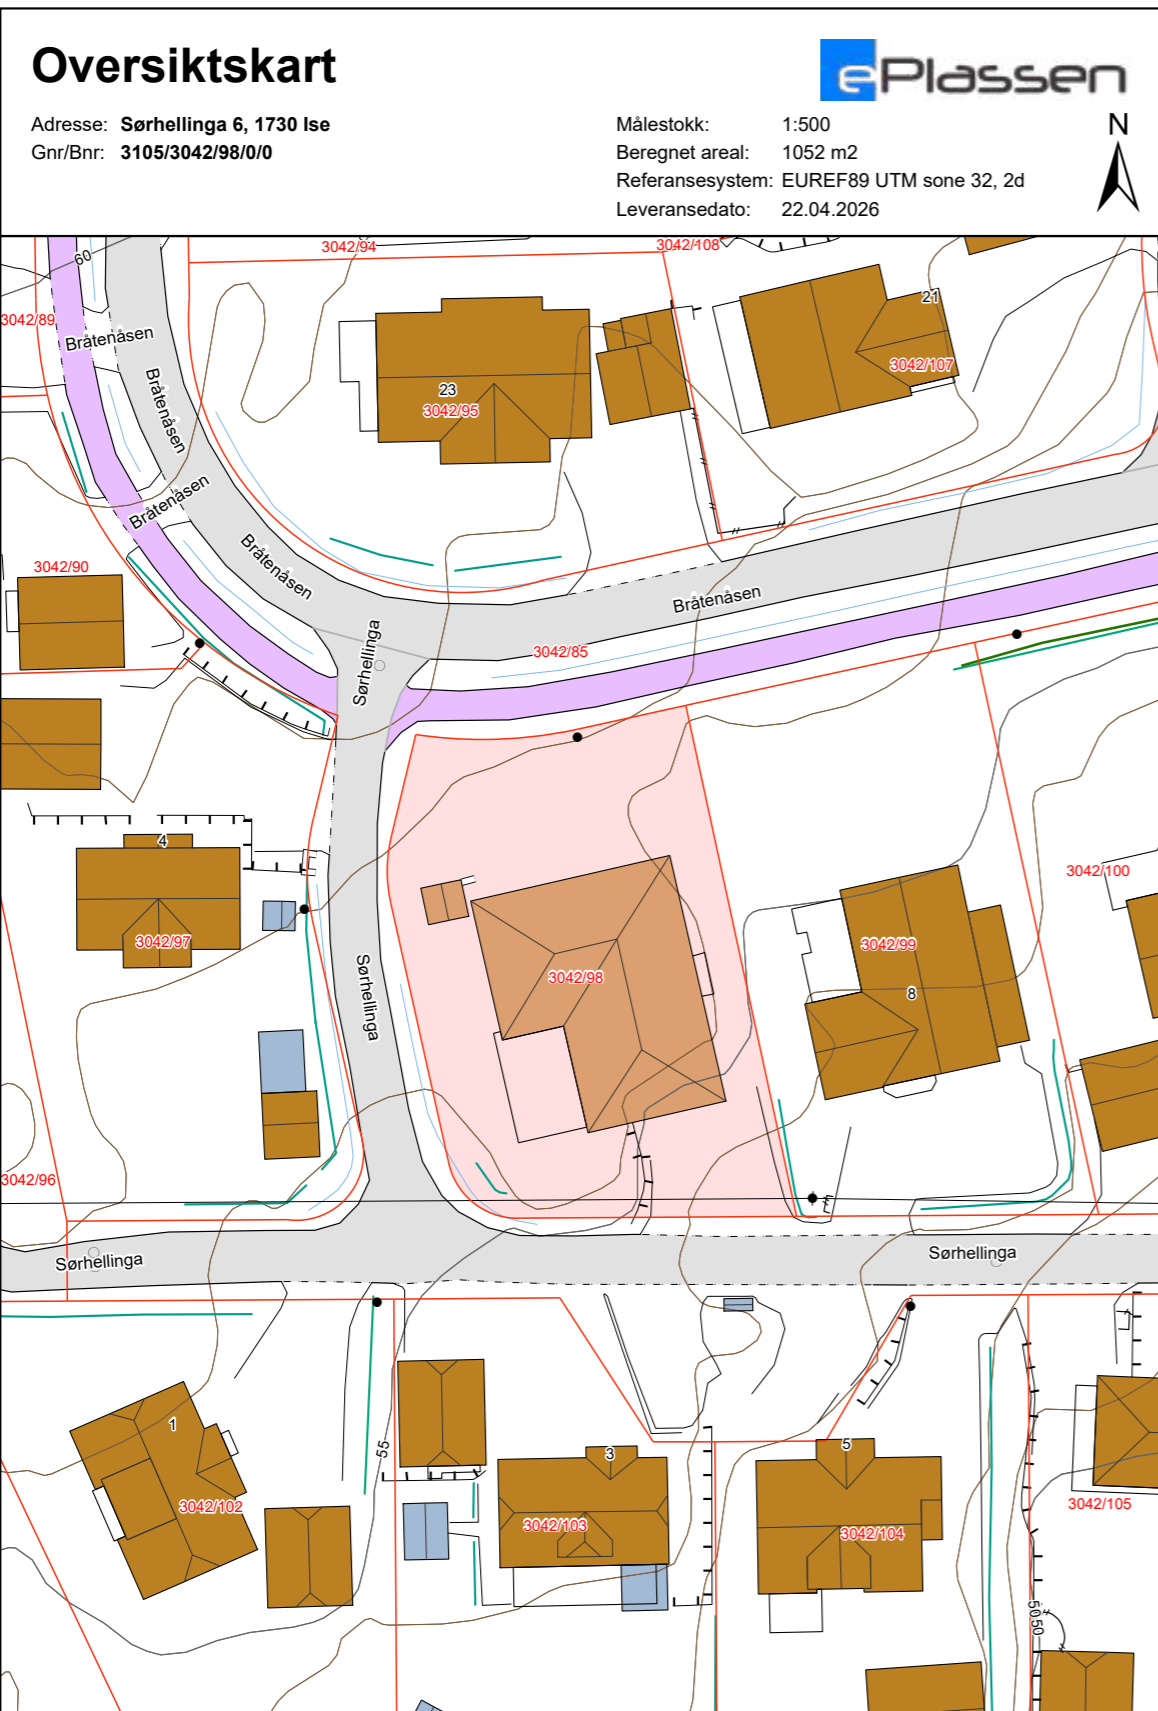 Oversiktskart
ePlassen
Adresse: Sørhellinga 6, 1730 Ise
Gnr/Bnr: 3105/3042/98/0/0
Målestokk: 1:500
Beregnet areal: 1052 m2
Referansesystem: EUREF89 UTM sone 32, 2d
Leveransedato: 22.04.2026
N
3042/94
3042/108
60
21
3042/89
Bråtenåsen
3042/107
23
3042/95
Bråtenåsen
Bråtenåsen
Bråtenåsen
3042/90
Bråtenåsen
3042/85
Sørhellinga
4
3042/100
3042/97
3042/99
3042/98
8
Sørhellinga
3042/96
Sørhellinga
Sørhellinga
1
55
3
5
3042/102
3042/103
3042/104
3042/105
50
50